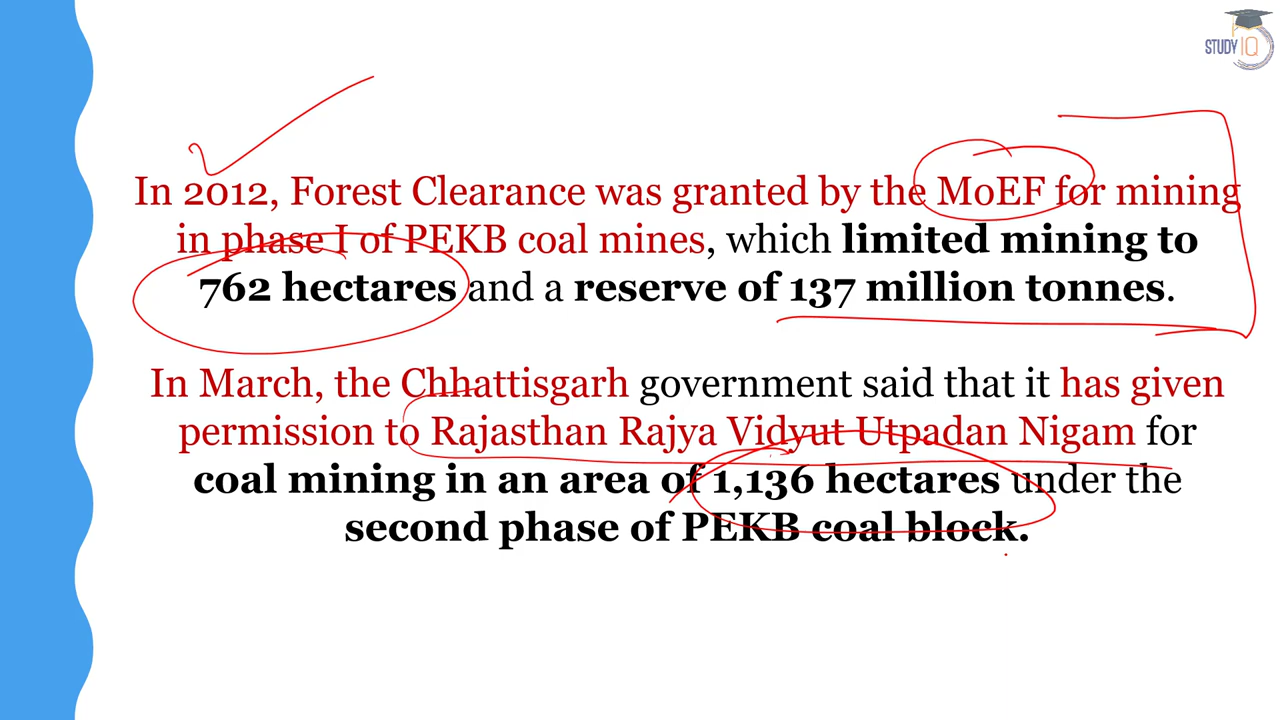 STUDY IQ
In 2012, Forest Clearance was granted by the MoEF for mining
in phase I of PEKB coal mines, which limited mining to
762 hectares and a reserve of 137 million tonnes.
In March, the Chhattisgarh government said that it has given
permission to Rajasthan Rajya Vidyut Utpadan Nigam for
coal mining in an area of 1,136 hectares under the
second phase of PEKB coal block.